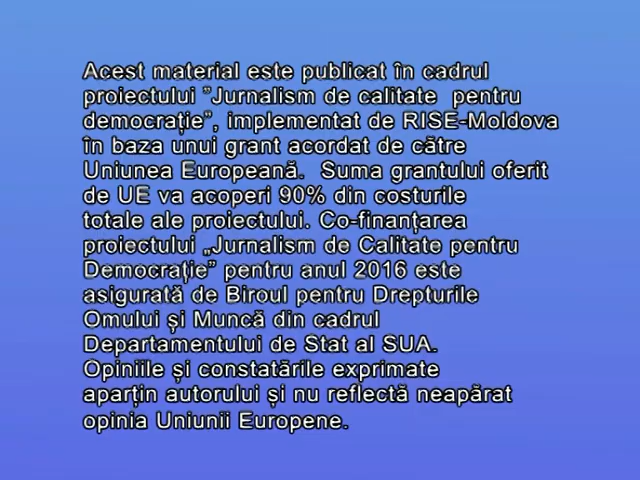 Acest material este publicat în cadrul
proiectului ”Jurnalism de calitate  pentru
democrație”, implementat de RISE-Moldova
în baza unui grant acordat de către
Uniunea Europeană.  Suma grantului oferit
de UE va acoperi 90% din costurile
totale ale proiectului. Co-finanțarea
proiectului „Jurnalism de Calitate pentru
Democrație” pentru anul 2016 este
asigurată de Biroul pentru Drepturile
Omului și Muncă din cadrul
Departamentului de Stat al SUA.
Opiniile și constatările exprimate
aparțin autorului și nu reflectă neapărat
opinia Uniunii Europene.